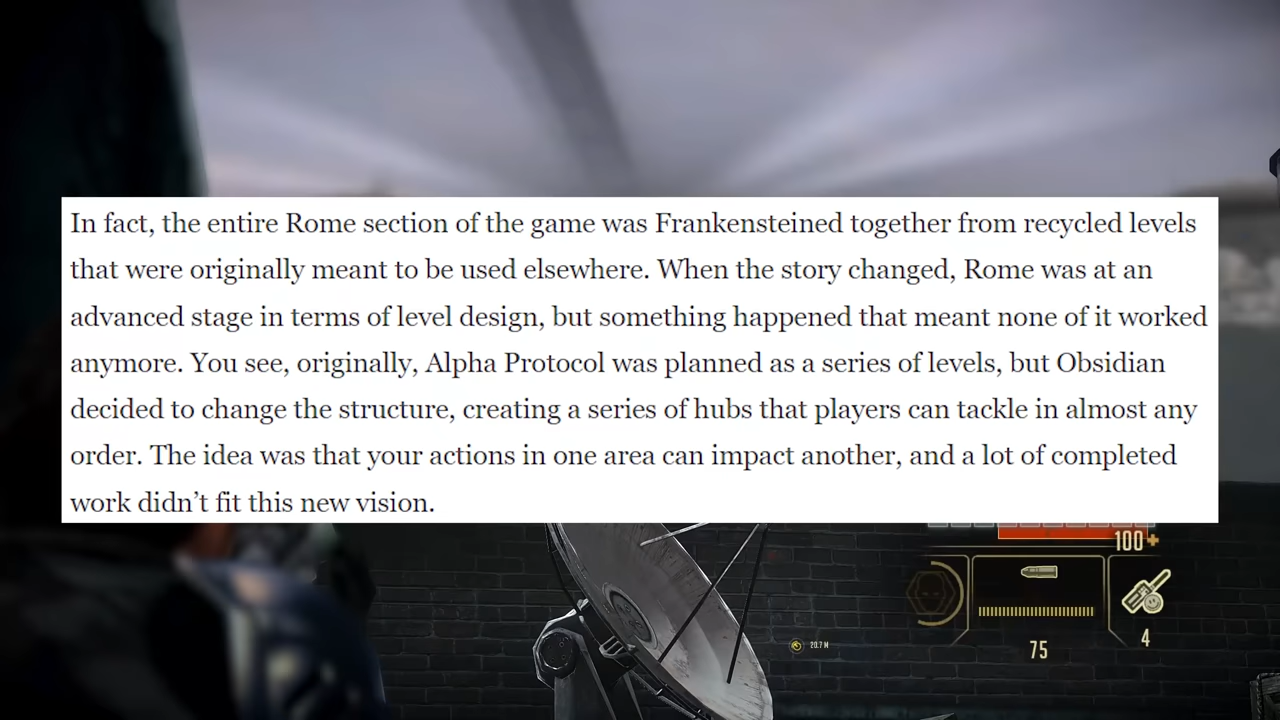 In fact, the entire Rome section of the game was Frankensteined together from recycled levels
that were originally meant to be used elsewhere. When the story changed, Rome was at an
advanced stage in terms of level design, but something happened that meant none of it worked
anymore. You see, originally, Alpha Protocol was planned as a series of levels, but Obsidian
decided to change the structure, creating a series of hubs that players can tackle in almost any
order. The idea was that your actions in one area can impact another, and a lot of completed
work didn’t fit this new vision.
100+
20.7 M
75
4